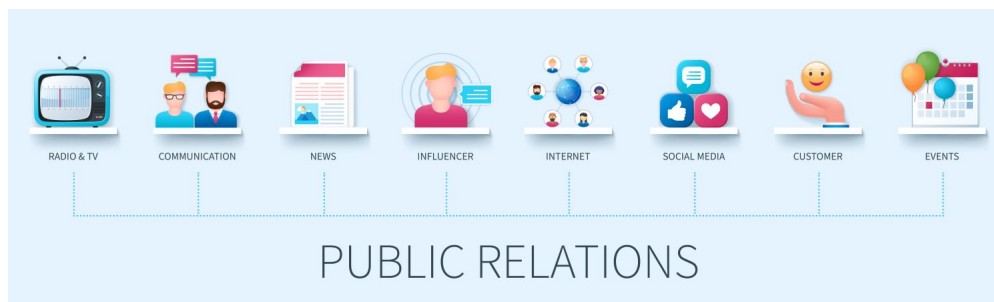 RADIO & TV
COMMUNICATION
NEWS
INFLUENCER
INTERNET
SOCIAL MEDIA
CUSTOMER
EVENTS
PUBLIC RELATIONS